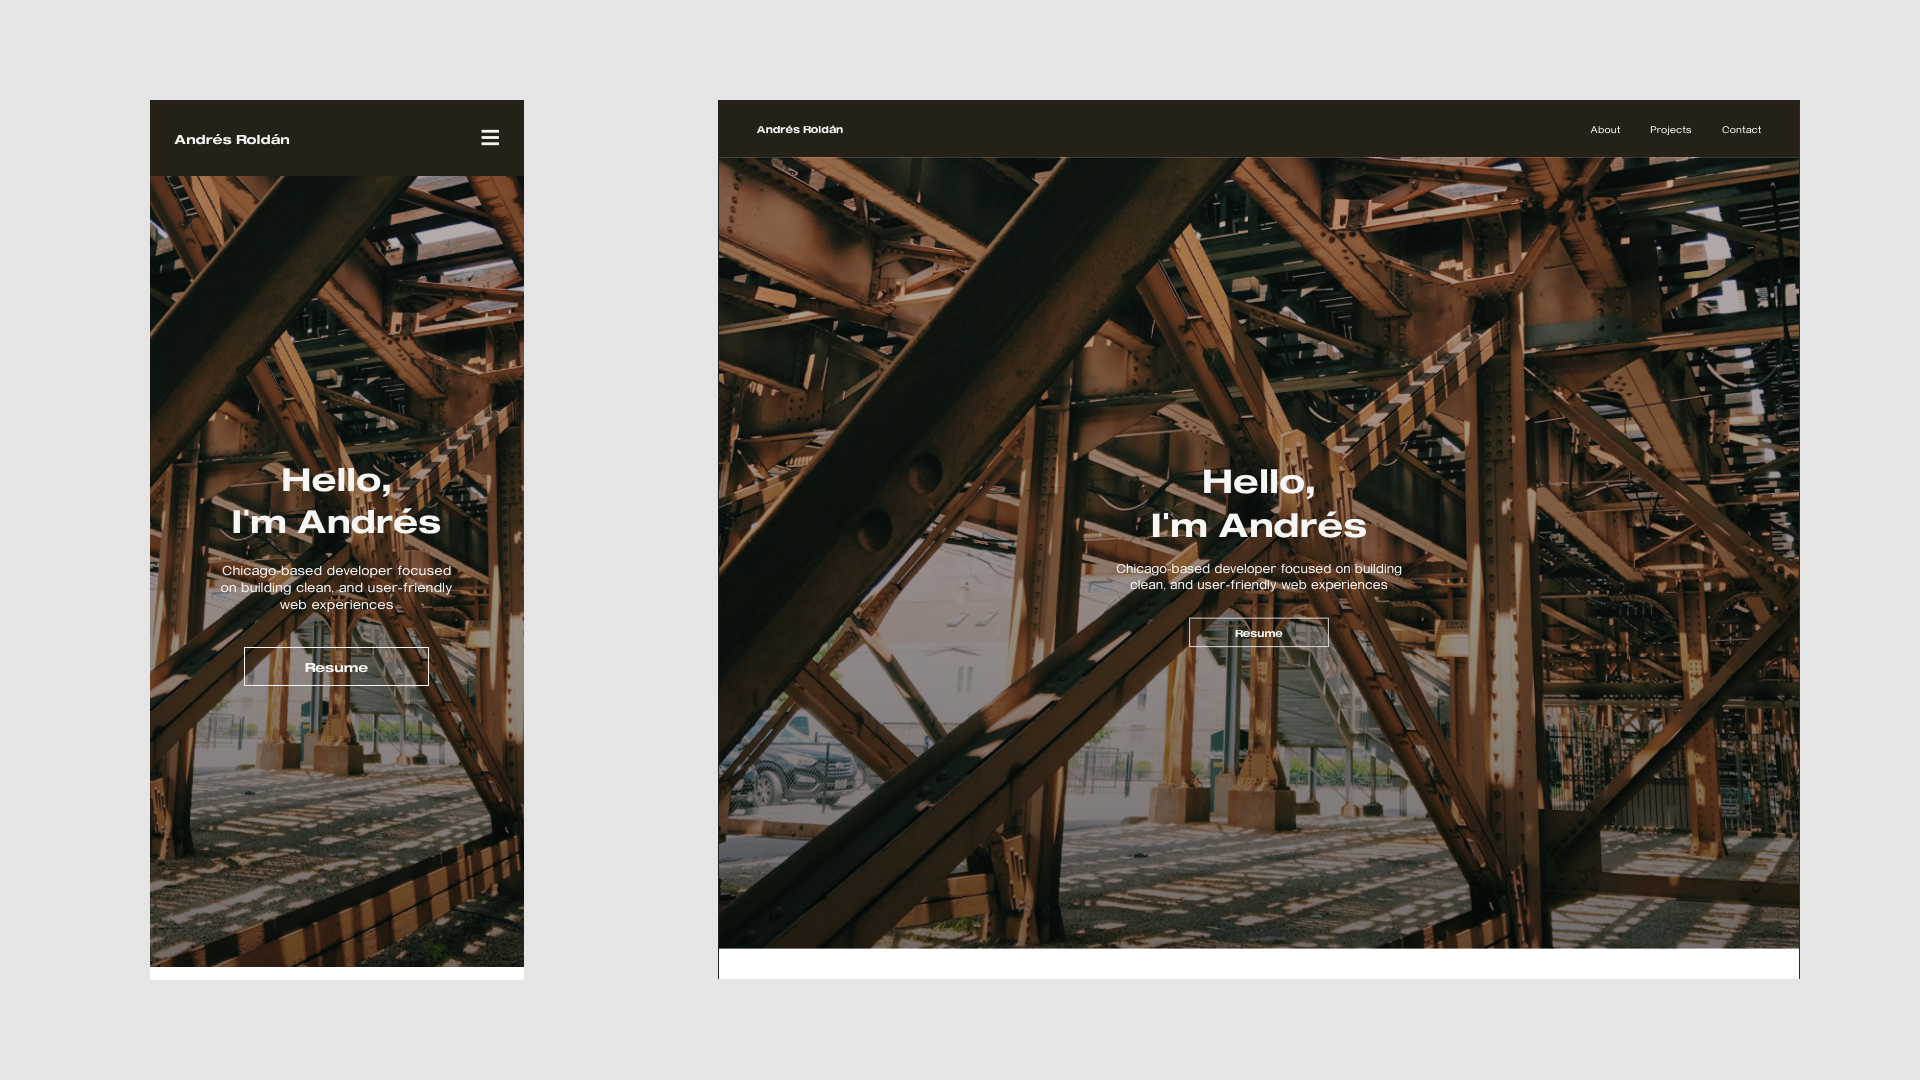 Andrés Roldán
Hello,
I'm Andrés
Chicago-based developer focused
on building clean, and user-friendly
web experiences
Resume
Andrés Roldán
About
Projects
Contact
Hello,
I'm Andrés
Chicago-based developer focused on building
clean, and user-friendly web experiences
Resume